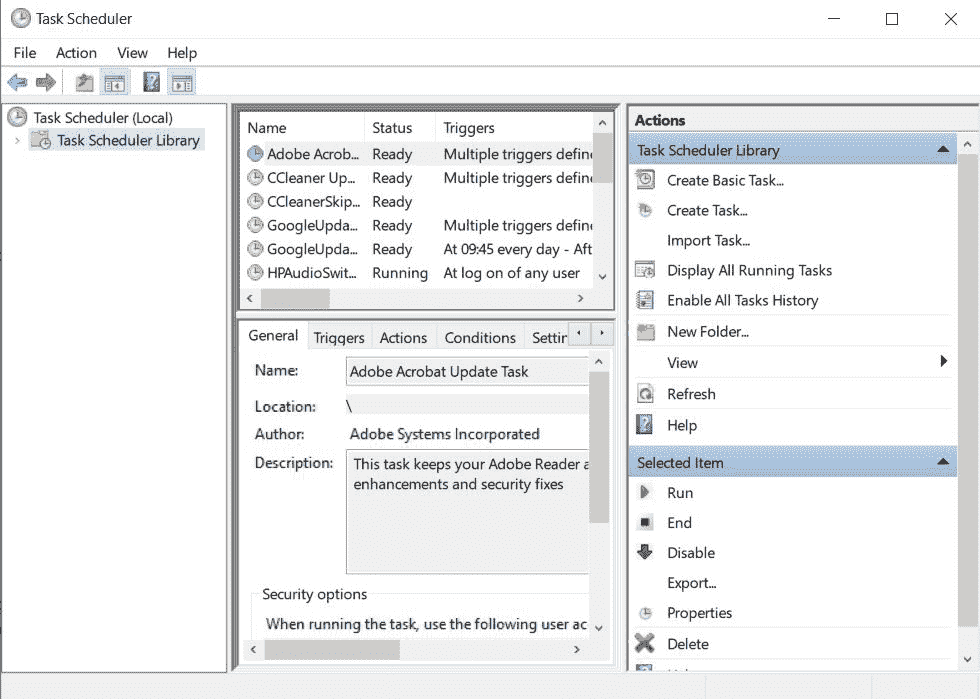 Task Scheduler
File Action View Help
Task Scheduler (Local)
Task Scheduler Library
Name Status Triggers
Adobe Acrob... Ready Multiple triggers define
CCleaner Up... Ready Multiple triggers define
CCleanerSkip... Ready
GoogleUpda... Ready Multiple triggers define
GoogleUpda... Ready At 09:45 every day - Aft
HPAudioSwit... Running At log on of any user
General Triggers Actions Conditions Settin
Name: Adobe Acrobat Update Task
Location: \
Author: Adobe Systems Incorporated
Description: This task keeps your Adobe Reader a
enhancements and security fixes
Security options
When running the task, use the following user ac
Actions
Task Scheduler Library
Create Basic Task...
Create Task...
Import Task...
Display All Running Tasks
Enable All Tasks History
New Folder...
View
Refresh
Help
Selected Item
Run
End
Disable
Export...
Properties
Delete